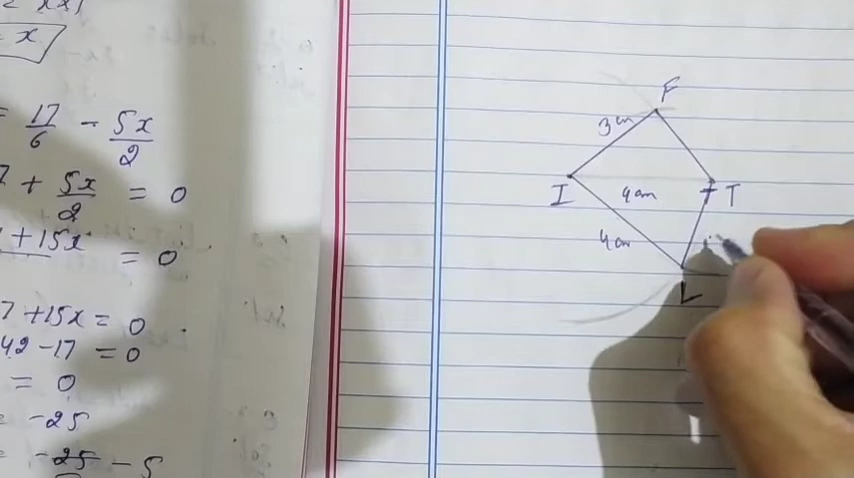 = x
= 17/6 - 5x/2
7 + 5x/2 = 0
+ 15x = 0
7 + 15x = 0
42 - 17 = 0
= 0
= -25
= -25 - 5
F
3cm
I
4cm
T
4cm
L